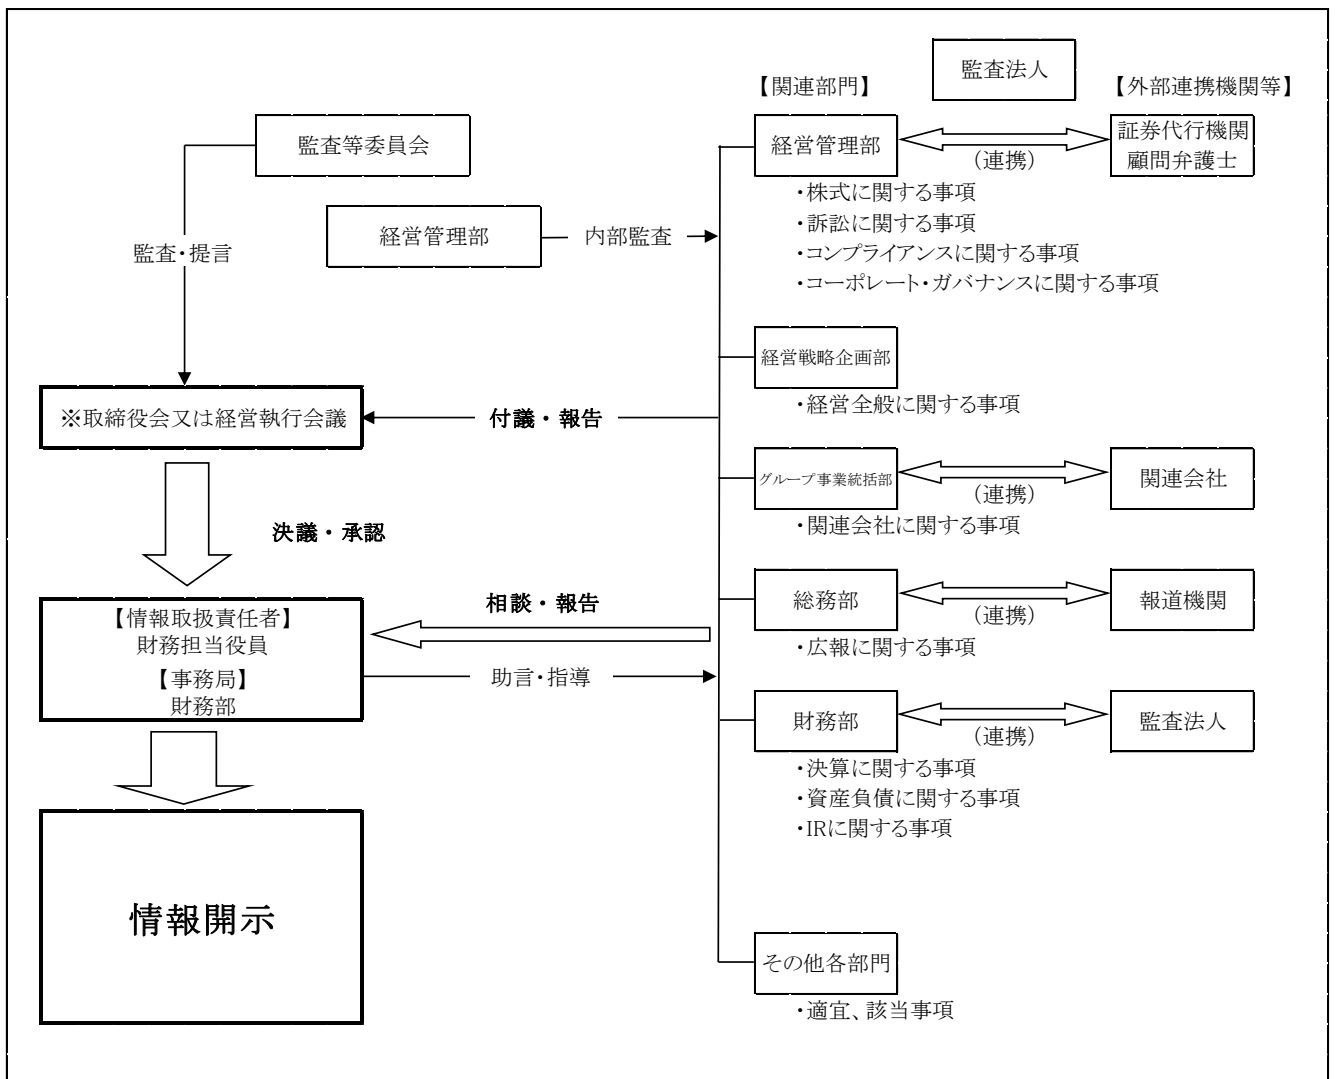 監査法人
【関連部門】
【外部連携機関等】
監査等委員会
経営管理部
(連携)
証券代行機関
顧問弁護士
・株式に関する事項
・訴訟に関する事項
・コンプライアンスに関する事項
・コーポレート・ガバナンスに関する事項
経営管理部
内部監査
監査・提言
経営戦略企画部
・経営全般に関する事項
※取締役会又は経営執行会議
付議・報告
グループ事業統括部
(連携)
関連会社
・関連会社に関する事項
決議・承認
総務部
(連携)
報道機関
・広報に関する事項
相談・報告
【情報取扱責任者】
財務担当役員
【事務局】
財務部
助言・指導
財務部
(連携)
監査法人
・決算に関する事項
・資産負債に関する事項
・IRに関する事項
情報開示
その他各部門
・適宜、該当事項